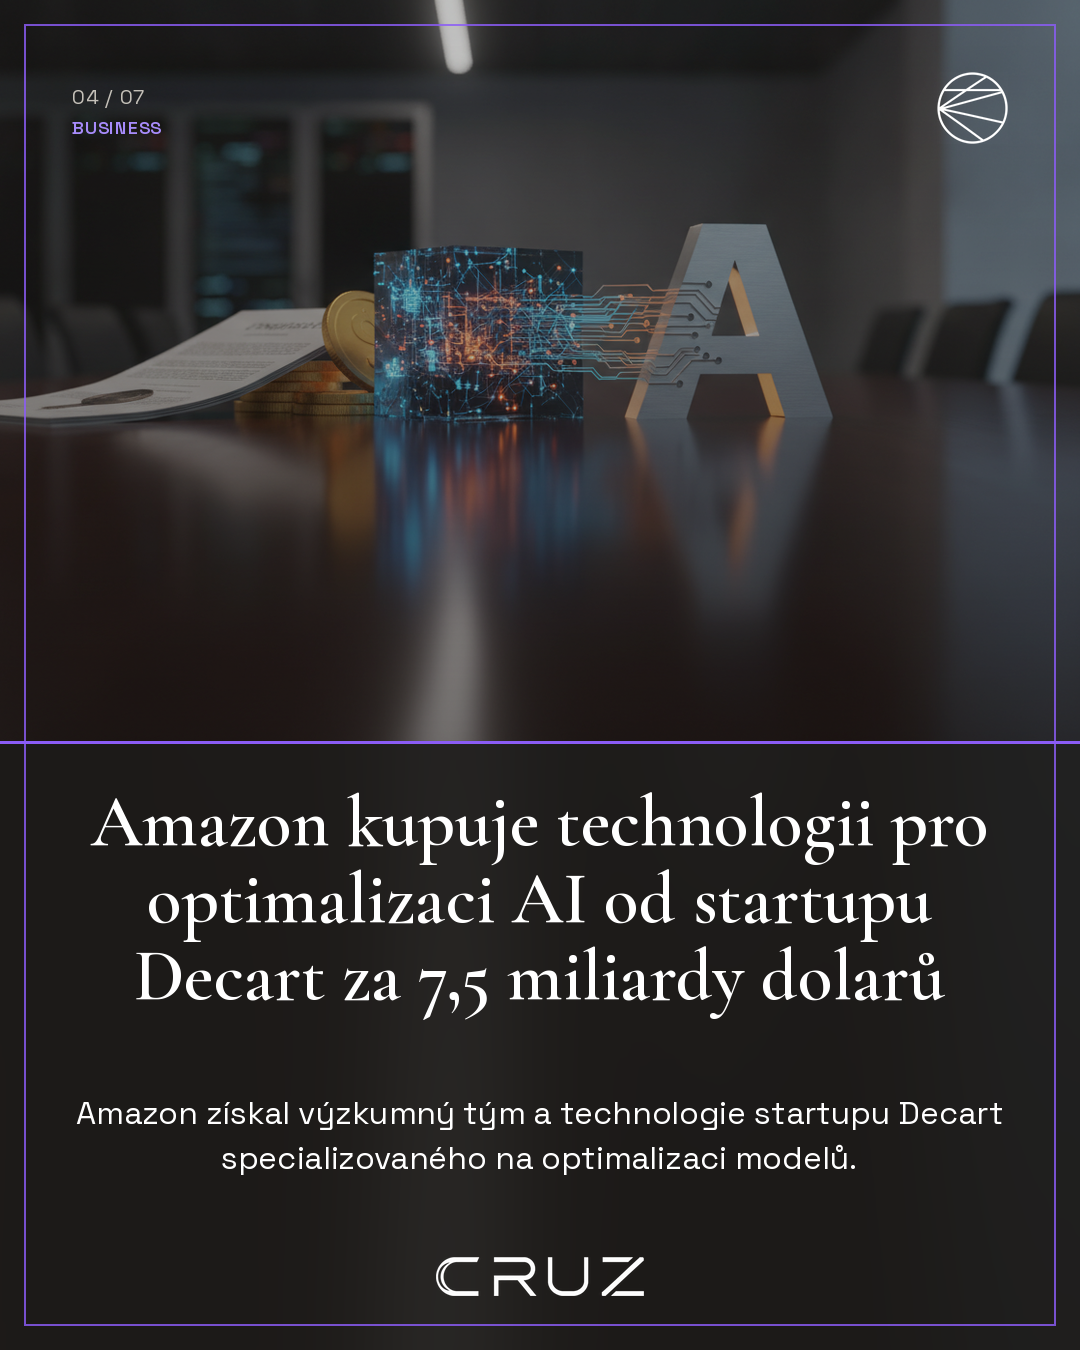 04 / 07
BUSINESS
Amazon kupuje technologii pro
optimalizaci AI od startupu
Decart za 7,5 miliardy dolarů
Amazon získal výzkumný tým a technologie startupu Decart
specializovaného na optimalizaci modelů.
CRUZ